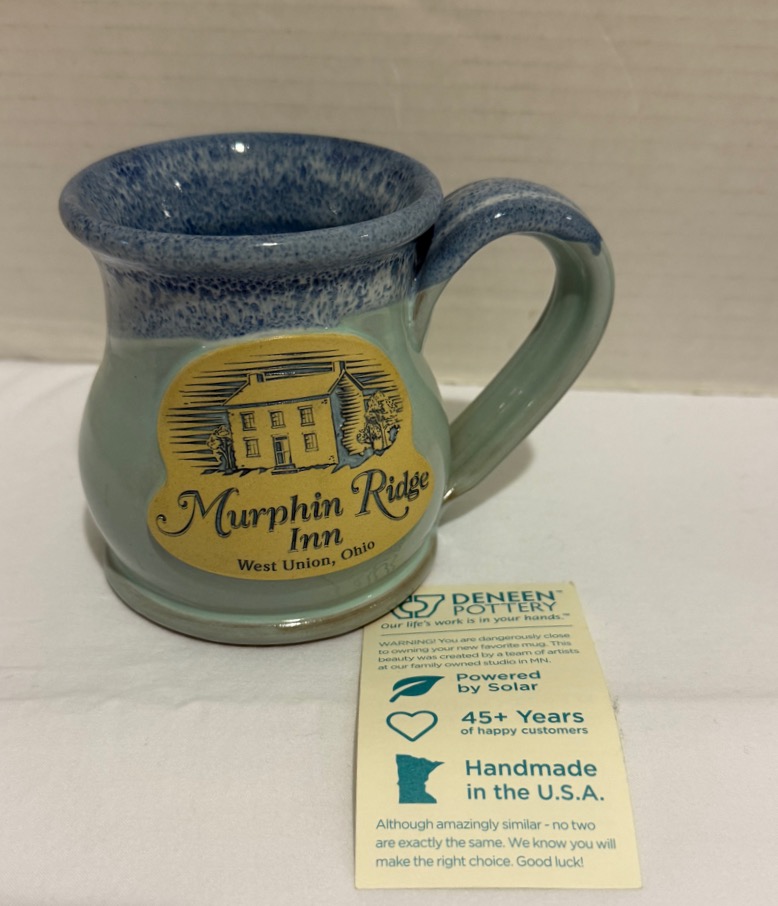 Murphin Ridge
Inn
West Union, Ohio
DENEEN®
POTTERY
Our life's work is in your hands.™
WARNING! You are dangerously close
to owning your new favorite mug. This
beauty was created by a team of artists
at our family owned studio in MN.
Powered
by Solar
45+ Years
of happy customers
Handmade
in the U.S.A.
Although amazingly similar - no two
are exactly the same. We know you will
make the right choice. Good luck!